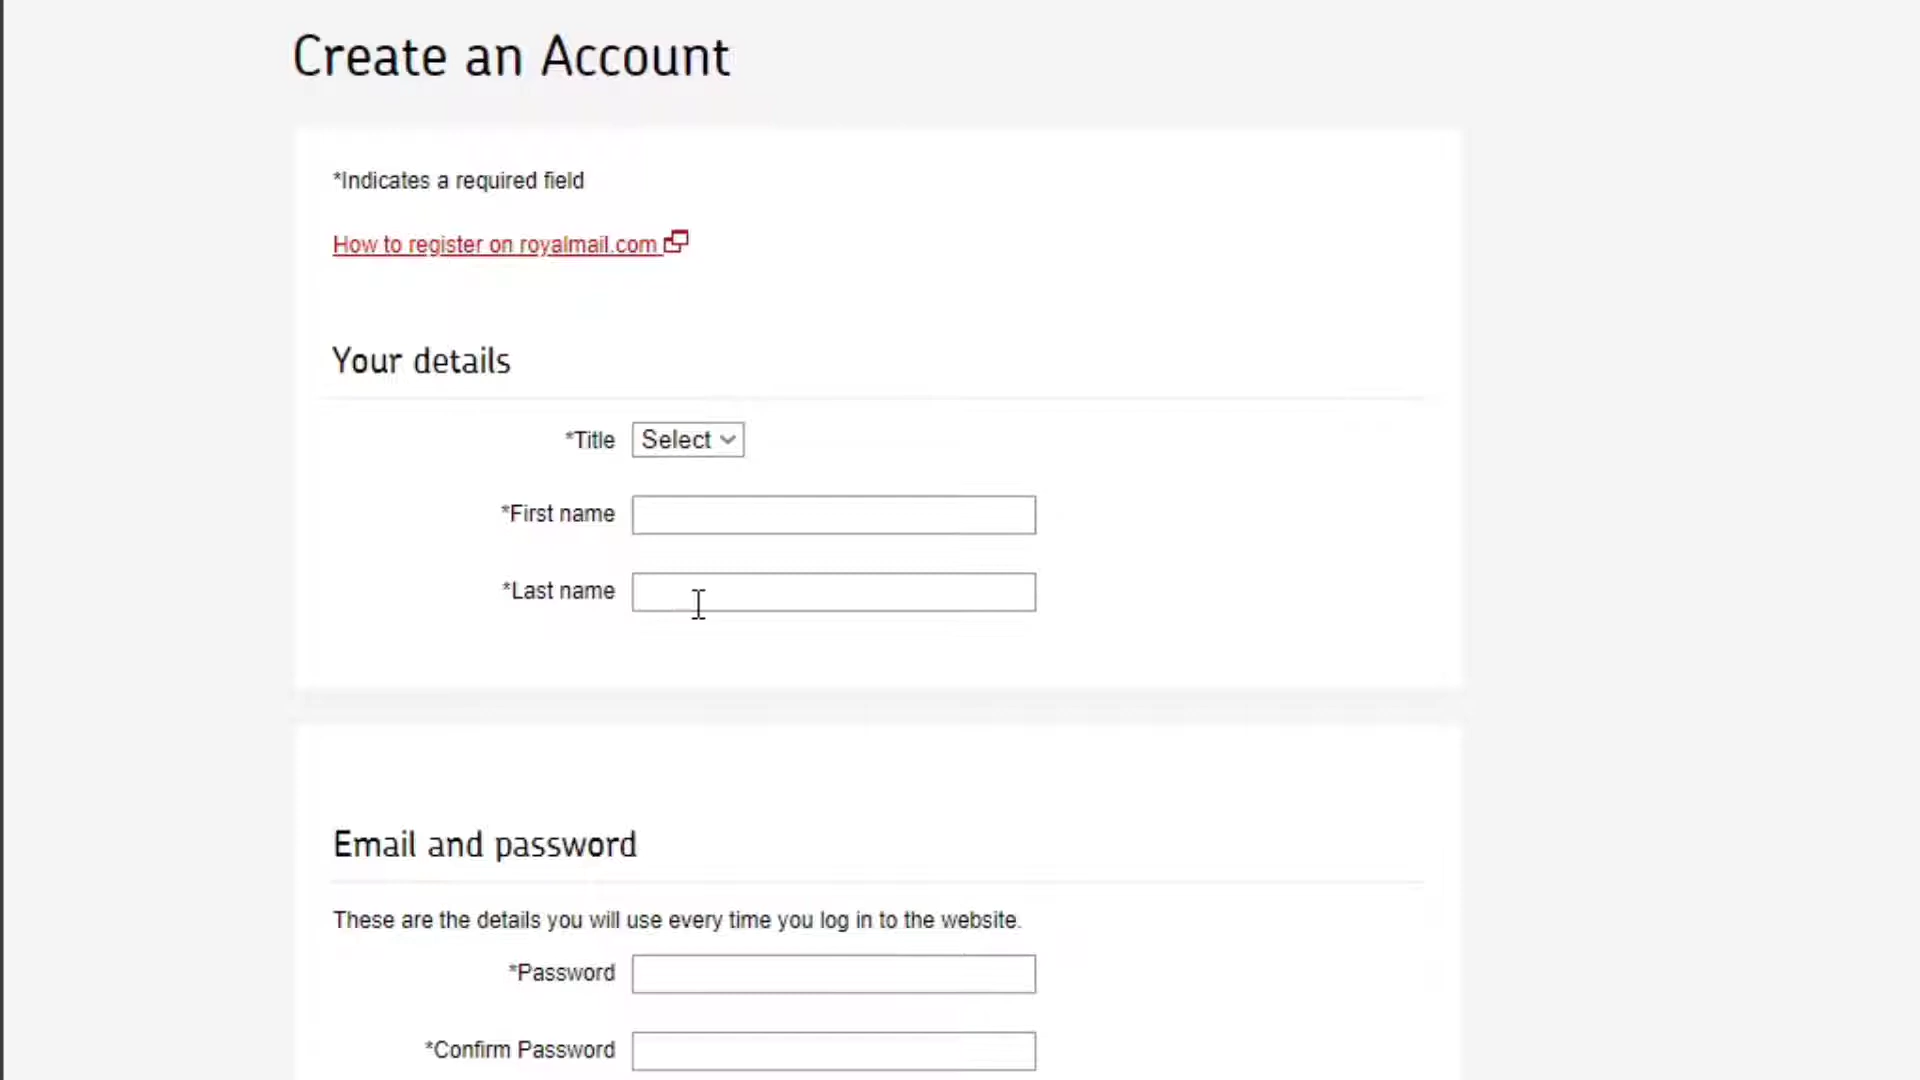 Create an Account
*Indicates a required field
How to register on royalmail.com
Your details
*Title Select
*First name
*Last name
Email and password
These are the details you will use every time you log in to the website.
*Password
*Confirm Password